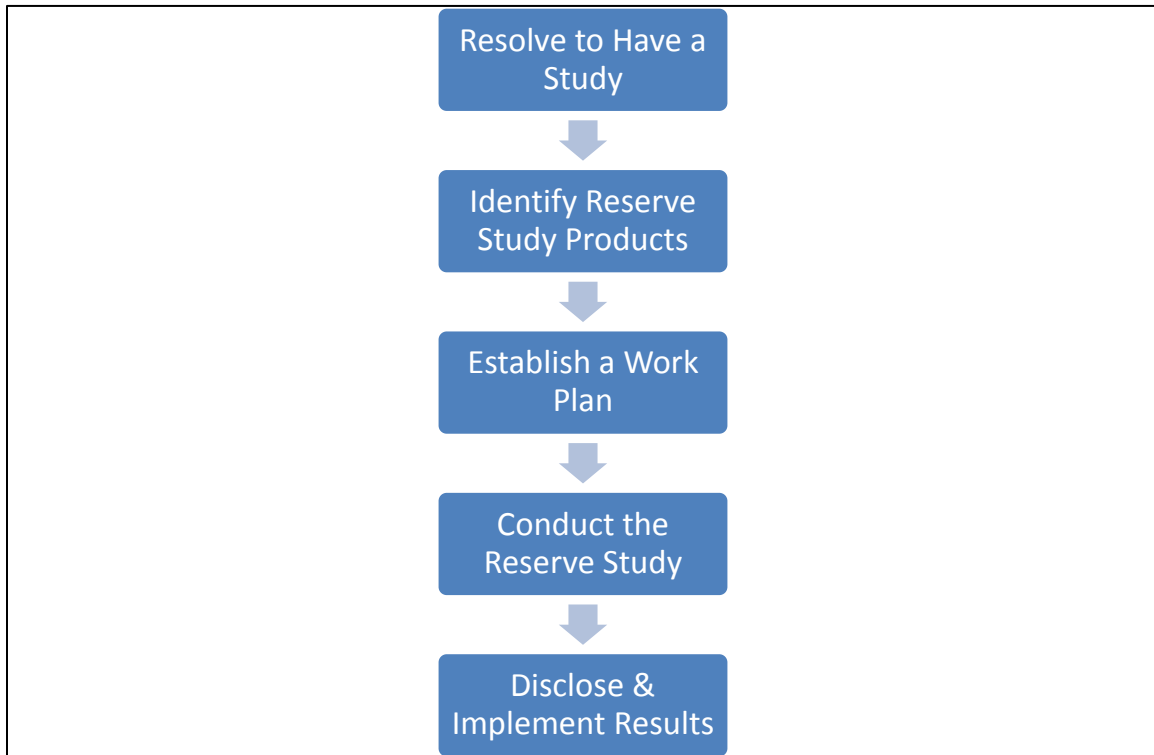 Resolve to Have a
Study
Identify Reserve
Study Products
Establish a Work
Plan
Conduct the
Reserve Study
Disclose &
Implement Results